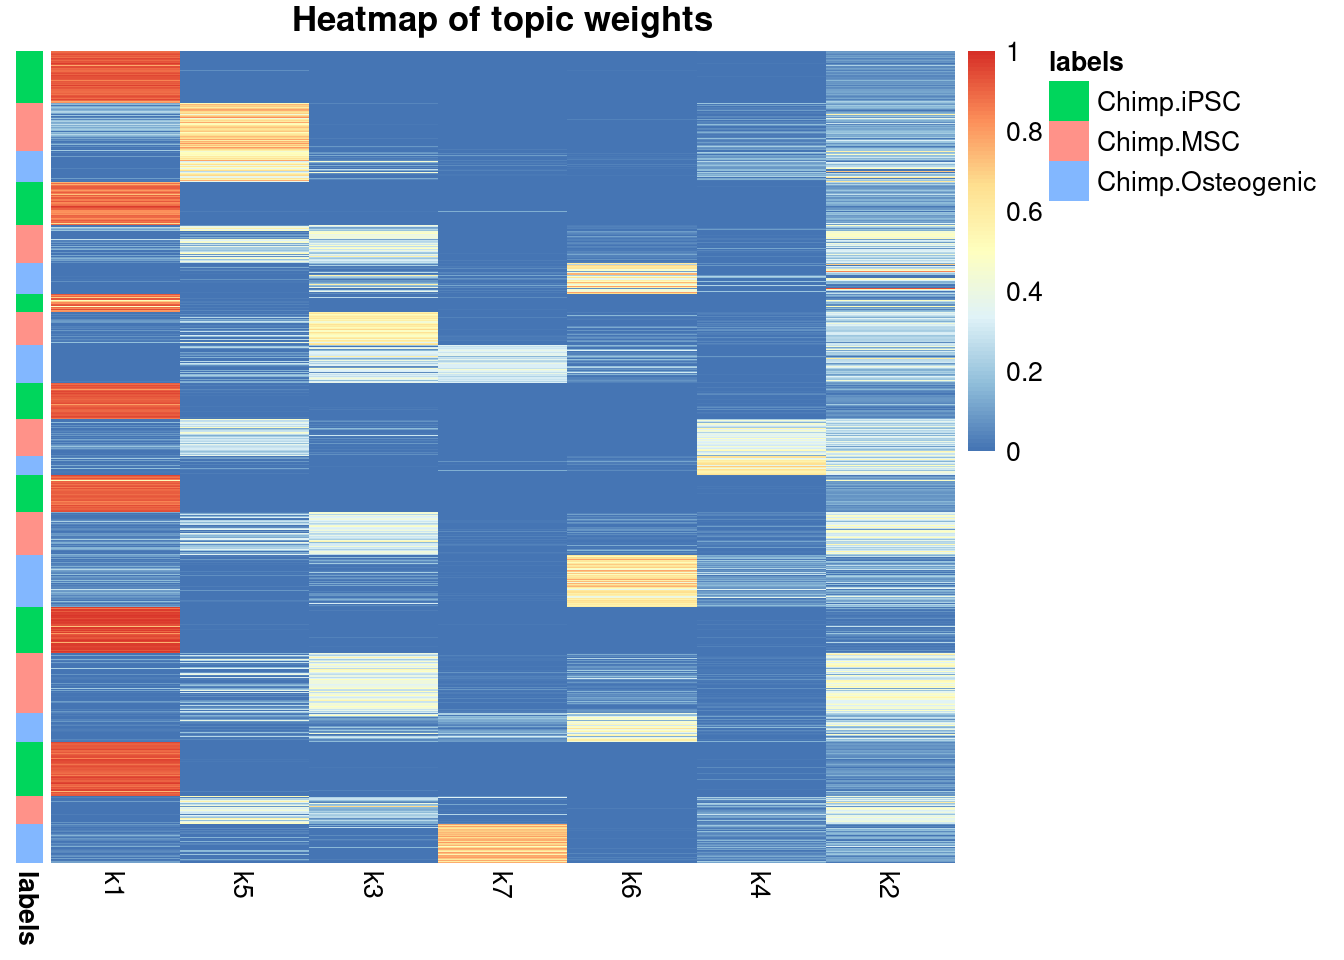 Heatmap of topic weights
1
0.8
0.6
0.4
0.2
0
labels
Chimp.iPSC
Chimp.MSC
Chimp.Osteogenic
labels
k1
k5
k3
k7
k6
k4
k2